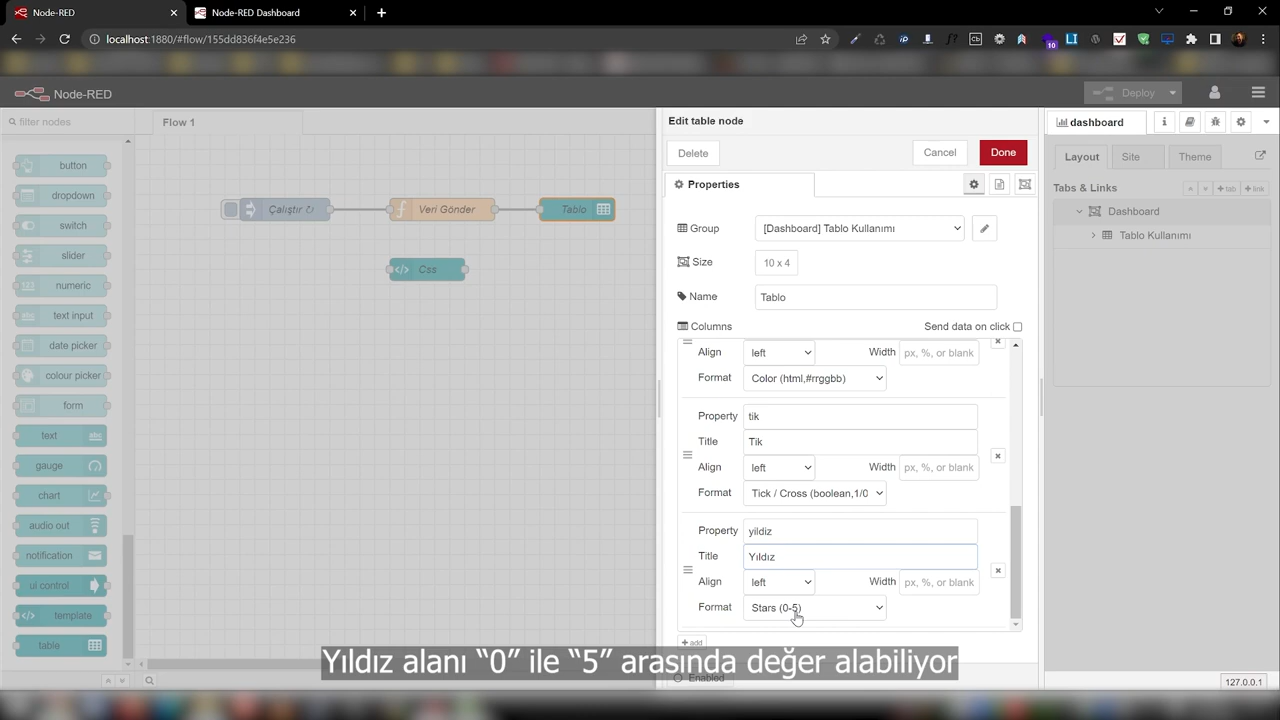 Node-RED
Node-RED Dashboard
localhost:1880/#flow/155dd836f4e5e236
10
Node-RED
Deploy
filter nodes
Flow 1
Edit table node
dashboard
Delete
Cancel
Done
Layout
Site
Theme
button
Properties
Tabs & Links
tab
link
dropdown
Çalıştır ↻
Veri Gönder
Tablo
Dashboard
switch
Group
[Dashboard] Tablo Kullanımı
Tablo Kullanımı
slider
Size
10 x 4
Css
numeric
Name
Tablo
text input
Columns
Send data on click
date picker
Align
left
Width
px, %, or blank
colour picker
Format
Color (html,#rrggbb)
form
Property
tik
text
abc
Title
Tik
gauge
Align
left
Width
px, %, or blank
chart
Format
Tick / Cross (boolean,1/0
audio out
Property
yildiz
notification
Title
Yıldız
ui control
Align
left
Width
px, %, or blank
template
Format
Stars (0-5)
table
add
Yıldız alanı “0” ile “5” arasında değer alabiliyor
Enabled
127.0.0.1